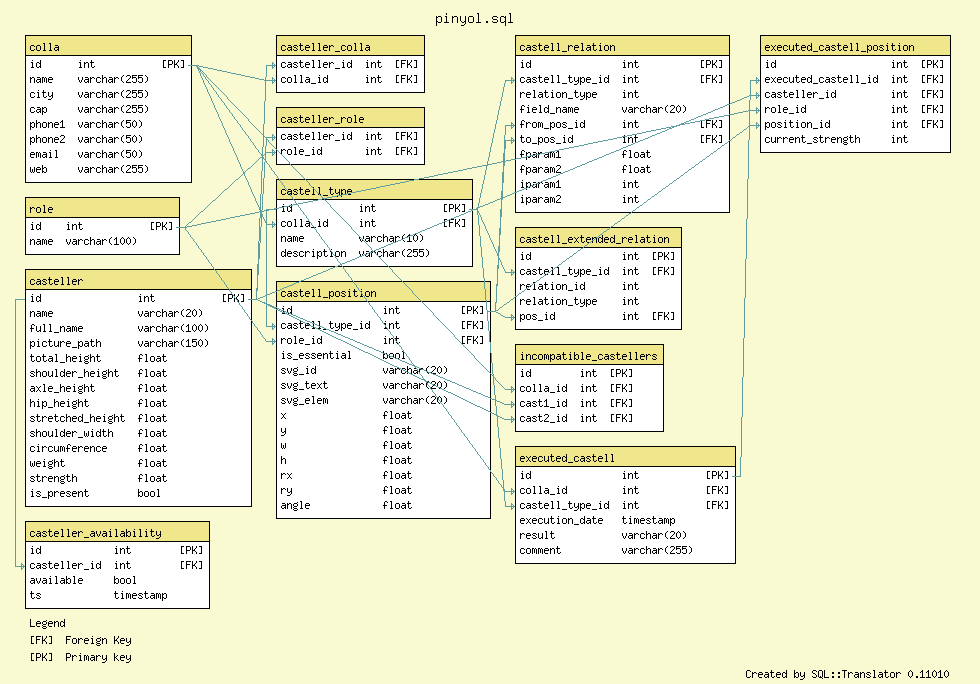 pinyol.sql
colla
id int [PK]
name varchar(255)
city varchar(255)
cap varchar(255)
phone1 varchar(50)
phone2 varchar(50)
email varchar(50)
web varchar(255)
role
id int [PK]
name varchar(100)
casteller
id int [PK]
name varchar(20)
full_name varchar(100)
picture_path varchar(150)
total_height float
shoulder_height float
axle_height float
hip_height float
stretched_height float
shoulder_width float
circumference float
weight float
strength float
is_present bool
casteller_availability
id int [PK]
casteller_id int [FK]
available bool
ts timestamp
Legend
[FK] Foreign Key
[PK] Primary key
casteller_colla
casteller_id int [FK]
colla_id int [FK]
casteller_role
casteller_id int [FK]
role_id int [FK]
castell_type
id int [PK]
colla_id int [FK]
name varchar(10)
description varchar(255)
castell_position
id int [PK]
castell_type_id int [FK]
role_id int [FK]
is_essential bool
svg_id varchar(20)
svg_text varchar(20)
svg_elem varchar(20)
x float
y float
w float
h float
rx float
ry float
angle float
castell_relation
id int [PK]
castell_type_id int [FK]
relation_type int
field_name varchar(20)
from_pos_id int [FK]
to_pos_id int [FK]
fparam1 float
fparam2 float
iparam1 int
iparam2 int
castell_extended_relation
id int [PK]
castell_type_id int [FK]
relation_id int
relation_type int
pos_id int [FK]
incompatible_castellers
id int [PK]
colla_id int [FK]
cast1_id int [FK]
cast2_id int [FK]
executed_castell
id int [PK]
colla_id int [FK]
castell_type_id int [FK]
execution_date timestamp
result varchar(20)
comment varchar(255)
executed_castell_position
id int [PK]
executed_castell_id int [FK]
casteller_id int [FK]
role_id int [FK]
position_id int [FK]
current_strength int
Created by SQL::Translator 0.11010